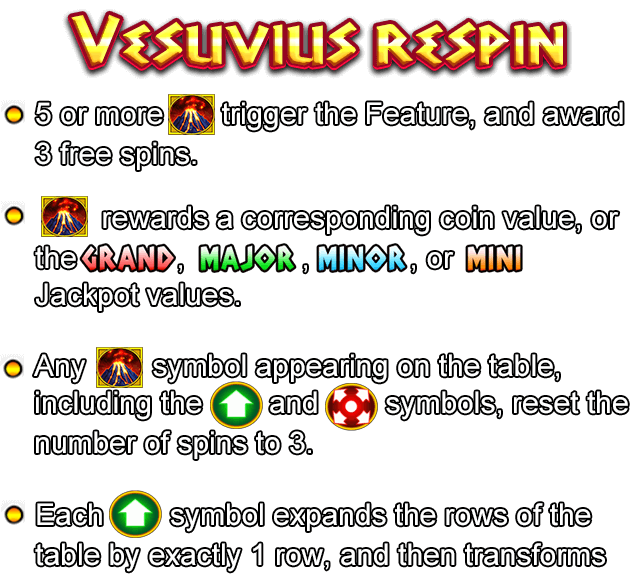 VESUVIUS RESPIN
5 or more trigger the Feature, and award
3 free spins.
rewards a corresponding coin value, or
the GRAND, MAJOR, MINOR, or MINI
Jackpot values.
Any symbol appearing on the table,
including the and symbols, reset the
number of spins to 3.
Each symbol expands the rows of the
table by exactly 1 row, and then transforms